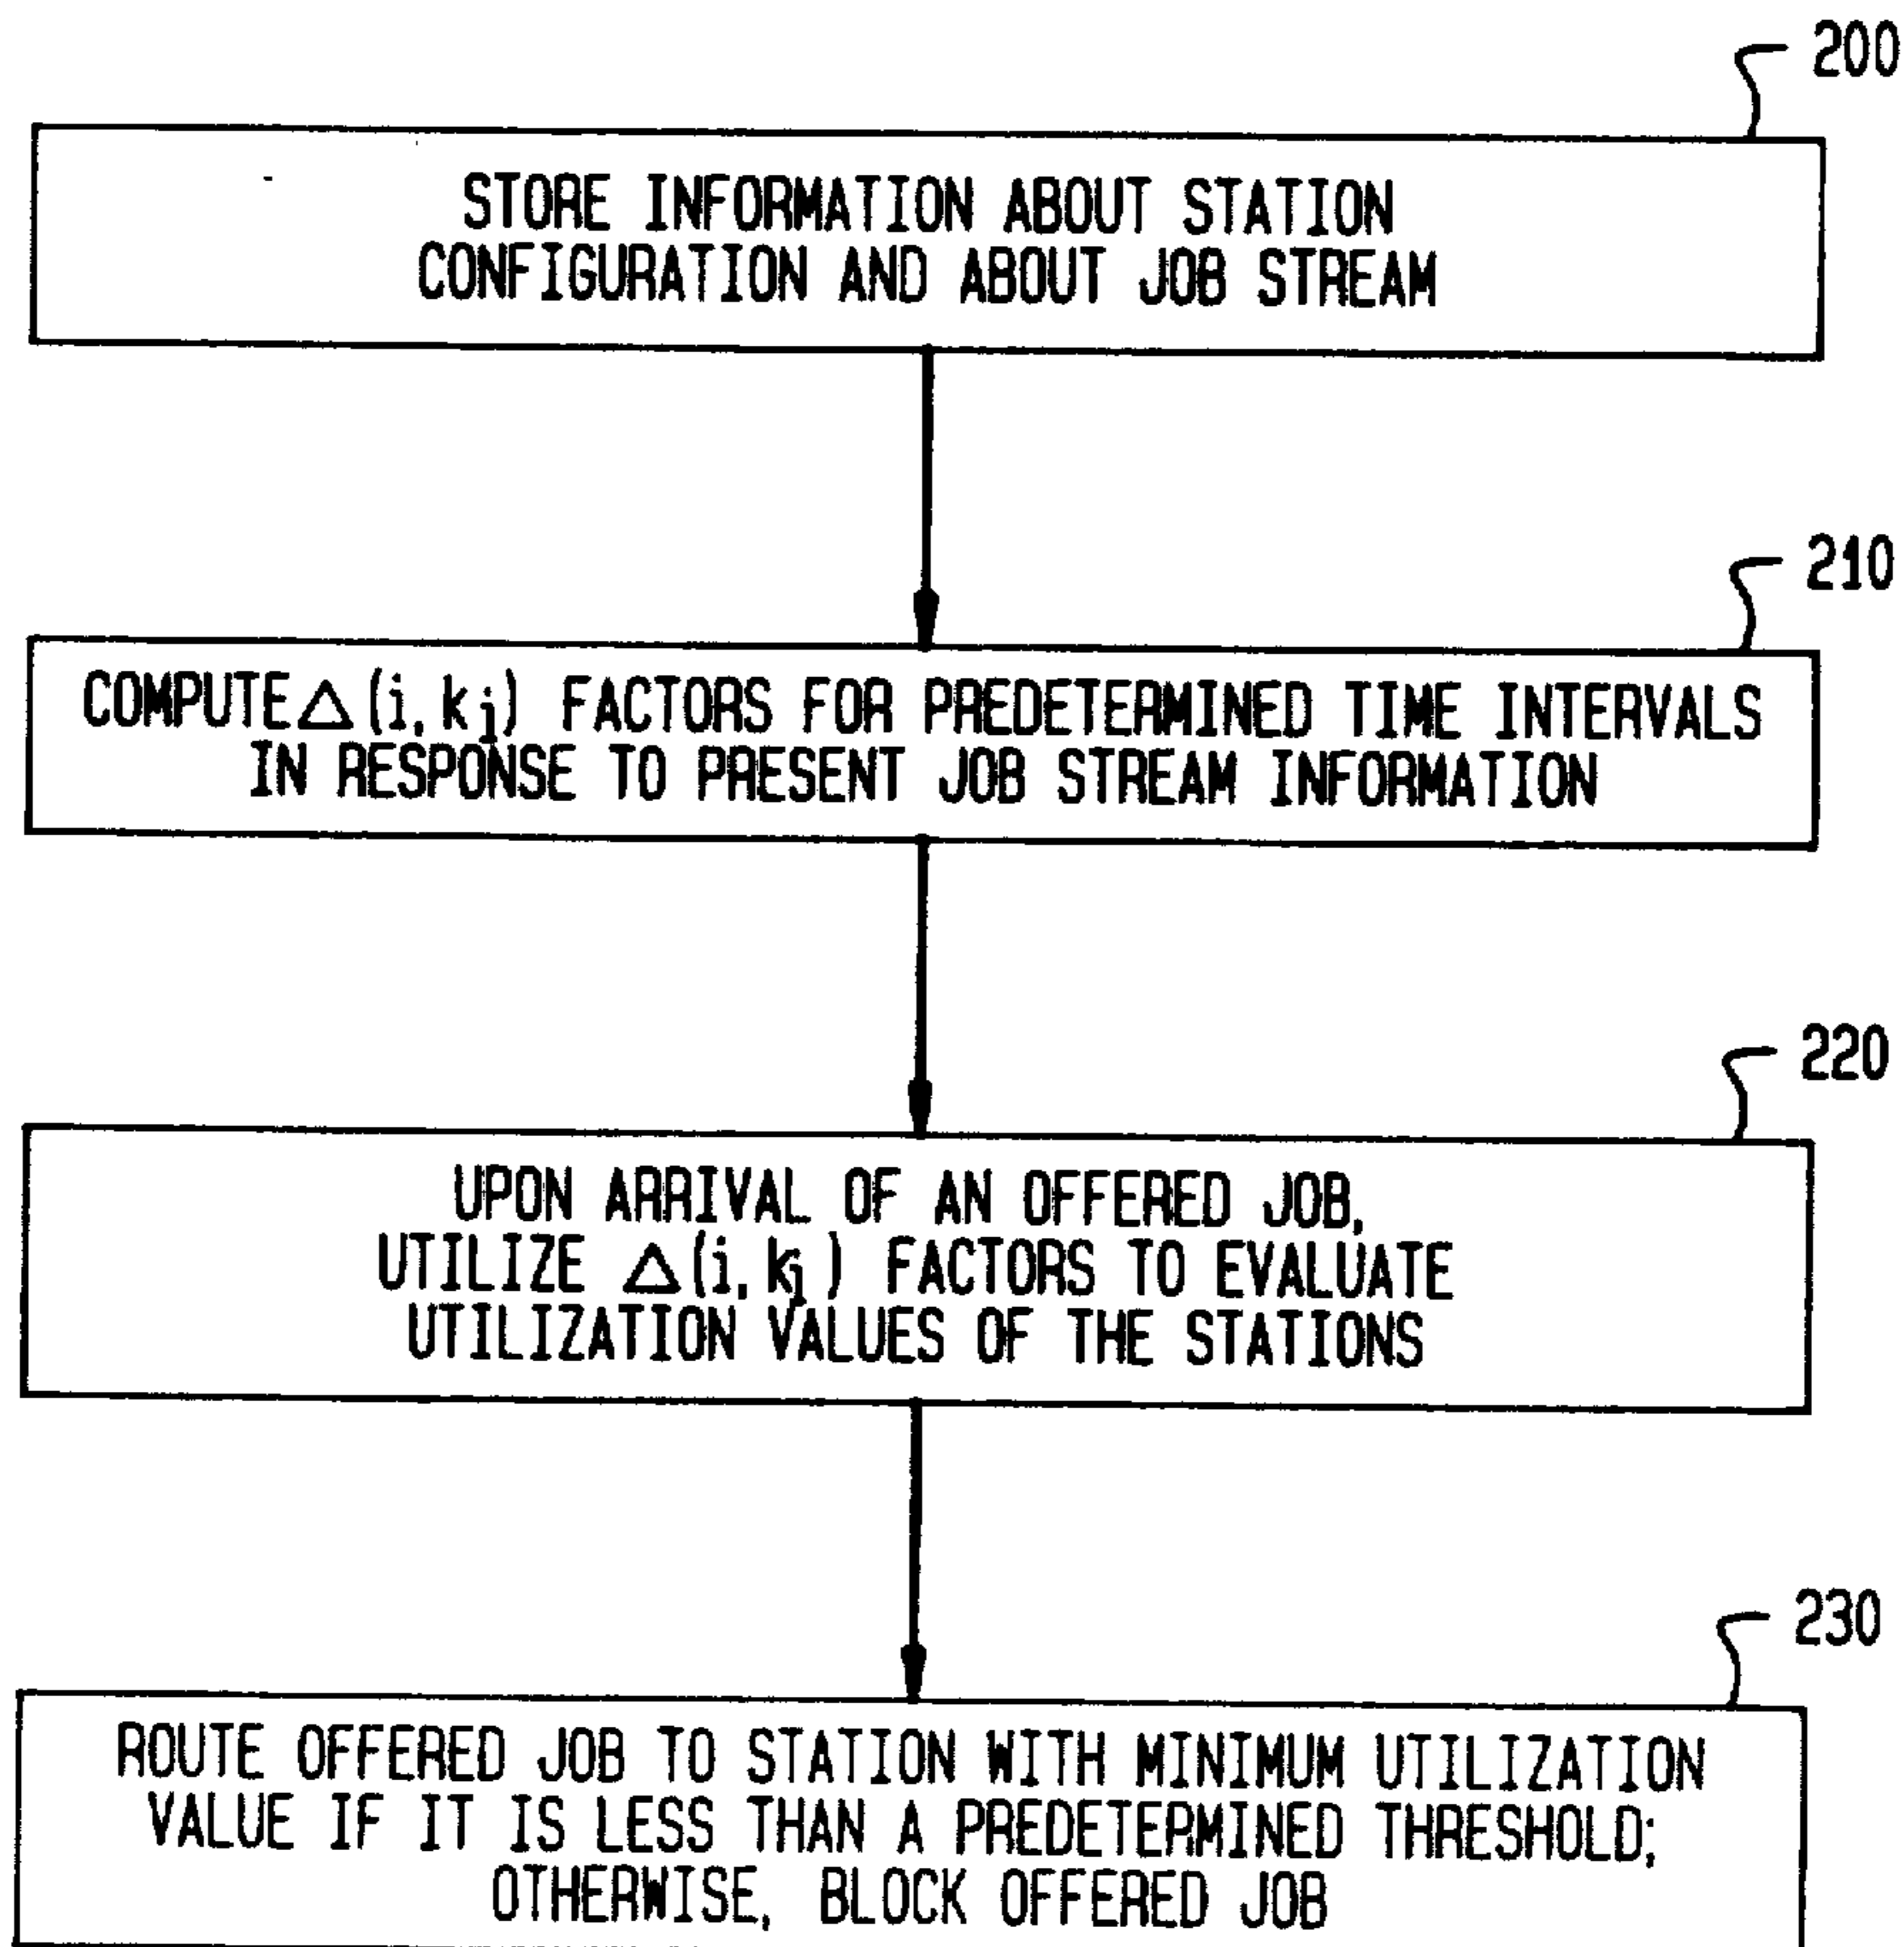 200
STORE INFORMATION ABOUT STATION
CONFIGURATION AND ABOUT JOB STREAM
210
COMPUTE Δ(i, kj) FACTORS FOR PREDETERMINED TIME INTERVALS
IN RESPONSE TO PRESENT JOB STREAM INFORMATION
220
UPON ARRIVAL OF AN OFFERED JOB,
UTILIZE Δ(i, kj) FACTORS TO EVALUATE
UTILIZATION VALUES OF THE STATIONS
230
ROUTE OFFERED JOB TO STATION WITH MINIMUM UTILIZATION
VALUE IF IT IS LESS THAN A PREDETERMINED THRESHOLD;
OTHERWISE, BLOCK OFFERED JOB